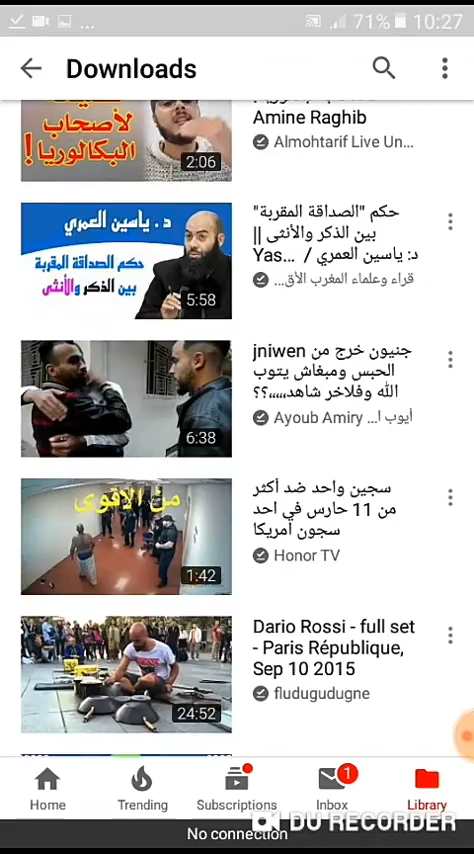 71% 10:27
Downloads
لأصحاب
البكالوريا !
2:06
Amine Raghib
Almohtarif Live Un...
د. ياسين العمري
حكم الصداقة المقربة
بين الذكر والأنثى
5:58
حكم "الصداقة المقربة"
بين الذكر والأنثى ||
د: ياسين العمري / Yas...
قراء وعلماء المغرب الأق...
6:38
jniwen جنيون خرج من
الحبس ومبغاش يتوب
الله وفلاخر شاهد،،،،،؟؟
Ayoub Amiry أيوب ا...
من الاقوى
1:42
سجين واحد ضد أكثر
من 11 حارس في احد
سجون امريكا
Honor TV
24:52
Dario Rossi - full set
- Paris République,
Sep 10 2015
fludugudugne
1
Home Trending Subscriptions Inbox Library
DU RECORDER
No connection